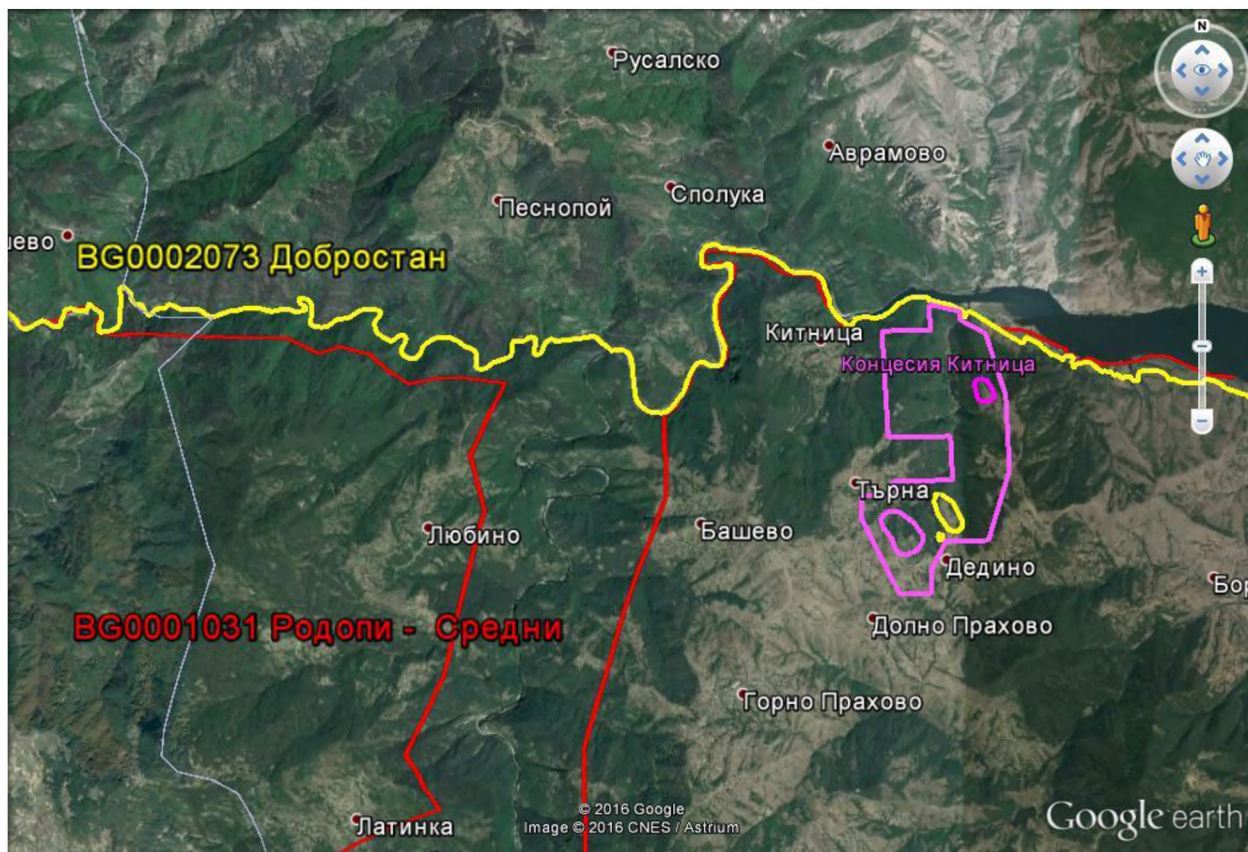 N
Русалско
Аврамово
Сполука
Песнопой
BG0002073 Добростан
Китница
Концесия Китница
Търна
Любино
Башево
Дедино
BG0001031 Родопи - Средни
Долно Прахово
Горно Прахово
© 2016 Google
Image © 2016 CNES / Astrium
Google earth
Латинка